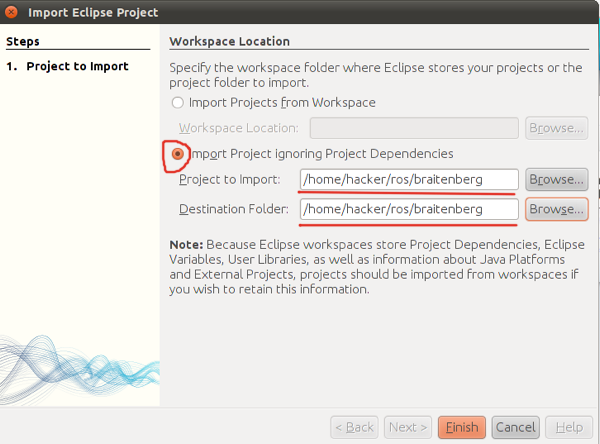 Import Eclipse Project
Steps
1. Project to Import
Workspace Location
Specify the workspace folder where Eclipse stores your projects or the
project folder to import.
Import Projects from Workspace
Workspace Location:
Browse...
Import Project ignoring Project Dependencies
Project to Import:
/home/hacker/ros/braitenberg
Browse...
Destination Folder:
/home/hacker/ros/braitenberg
Browse...
Note: Because Eclipse workspaces store Project Dependencies, Eclipse
Variables, User Libraries, as well as information about Java Platforms
and External Projects, projects should be imported from workspaces if
you wish to retain this information.
< Back
Next >
Finish
Cancel
Help